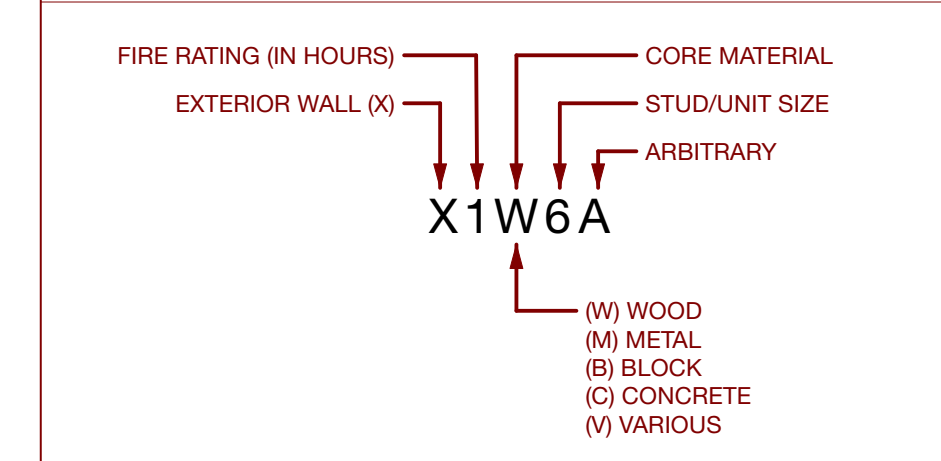 FIRE RATING (IN HOURS)
CORE MATERIAL
EXTERIOR WALL (X)
STUD/UNIT SIZE
ARBITRARY
X1W6A
(W) WOOD
(M) METAL
(B) BLOCK
(C) CONCRETE
(V) VARIOUS